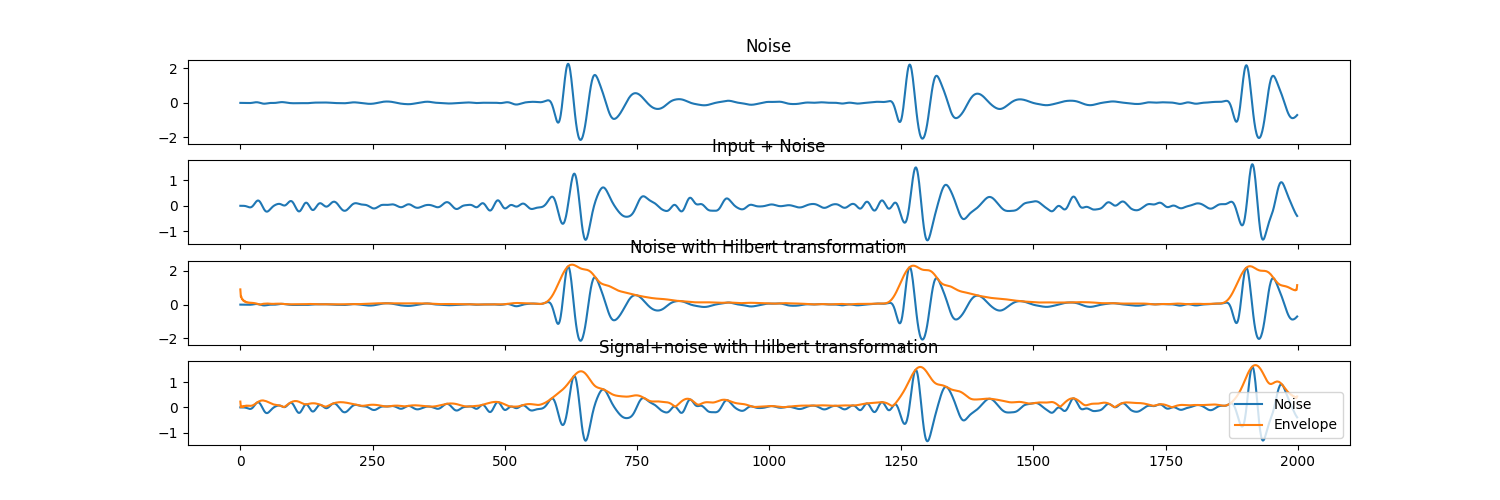 Noise
2
0
−2
Input + Noise
1
0
−1
Noise with Hilbert transformation
2
0
−2
Signal+noise with Hilbert transformation
1
0
−1
Noise
Envelope
0 250 500 750 1000 1250 1500 1750 2000